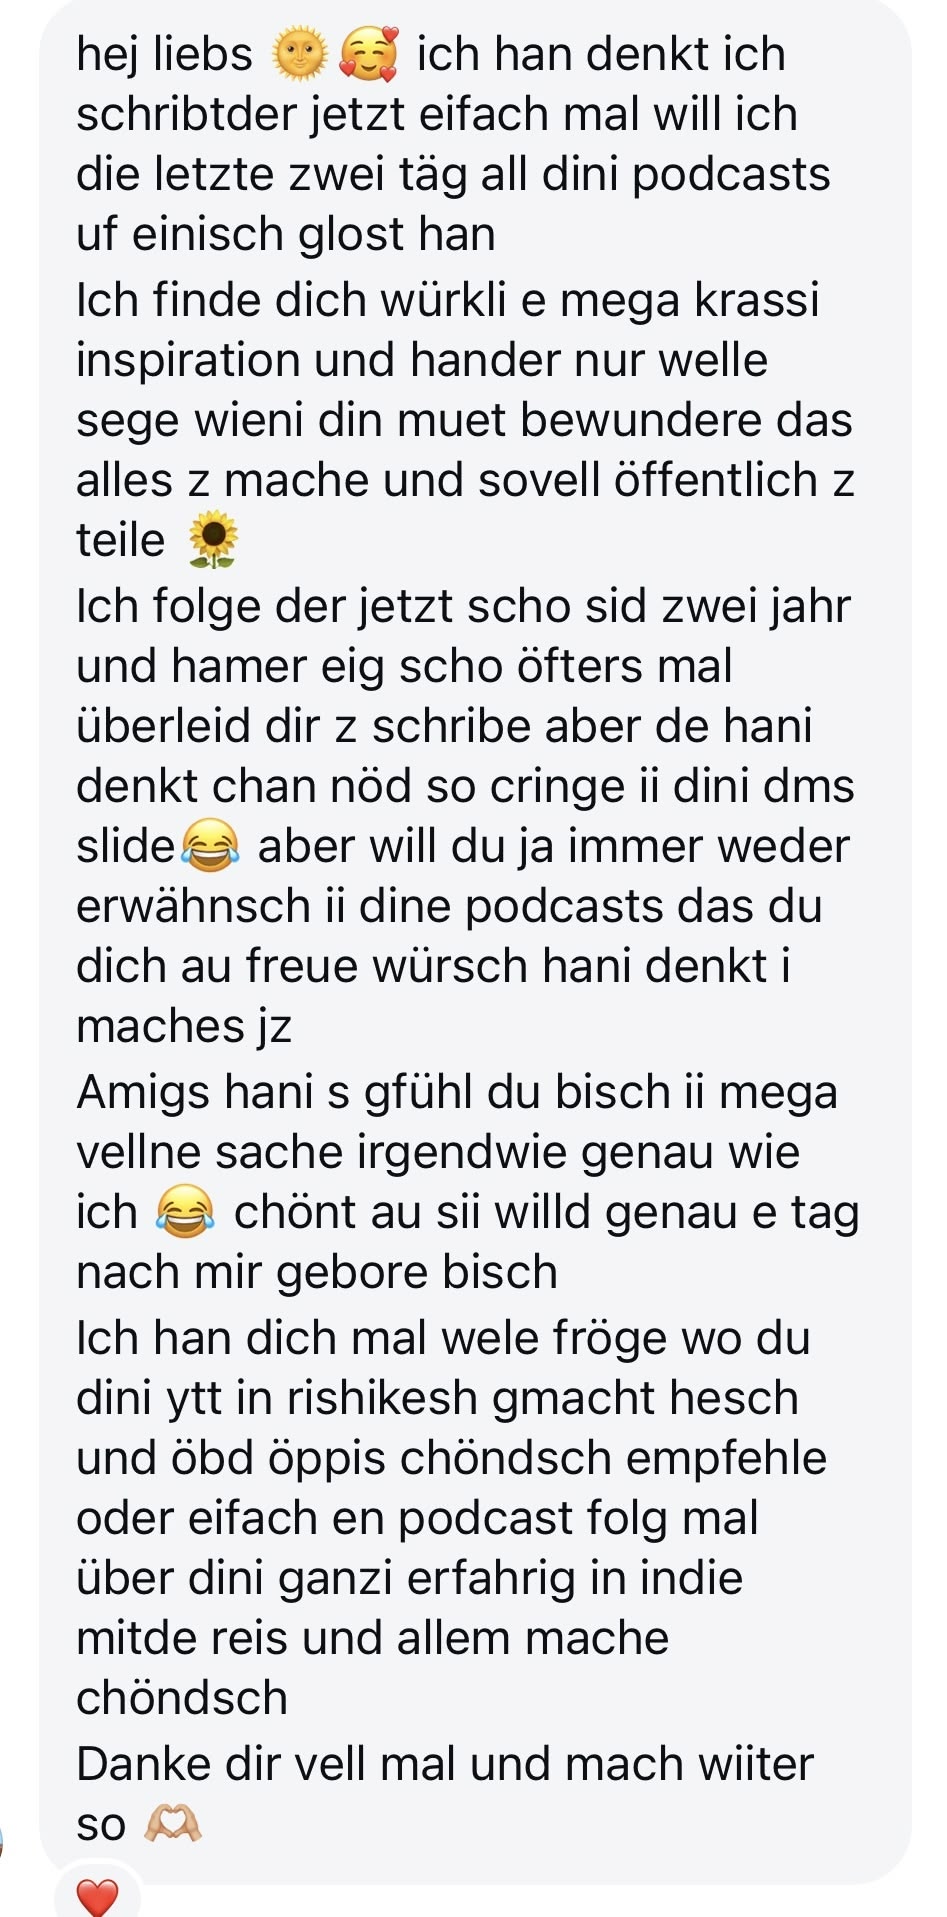 hej liebs 🌞🥰 ich han denkt ich
schribtder jetzt eifach mal will ich
die letzte zwei täg all dini podcasts
uf einisch glost han
Ich finde dich würkli e mega krassi
inspiration und hander nur welle
sege wieni din muet bewundere das
alles z mache und sovell öffentlich z
teile 🌻
Ich folge der jetzt scho sid zwei jahr
und hamer eig scho öfters mal
überleid dir z schribe aber de hani
denkt chan nöd so cringe ii dini dms
slide😂 aber will du ja immer weder
erwähnsch ii dine podcasts das du
dich au freue würsch hani denkt i
maches jz
Amigs hani s gfühl du bisch ii mega
vellne sache irgendwie genau wie
ich 😂 chönt au sii willd genau e tag
nach mir gebore bisch
Ich han dich mal wele fröge wo du
dini ytt in rishikesh gmacht hesch
und öbd öppis chöndsch empfehle
oder eifach en podcast folg mal
über dini ganzi erfahrig in indie
mitde reis und allem mache
chöndsch
Danke dir vell mal und mach wiiter
so 🫶🏼
❤️